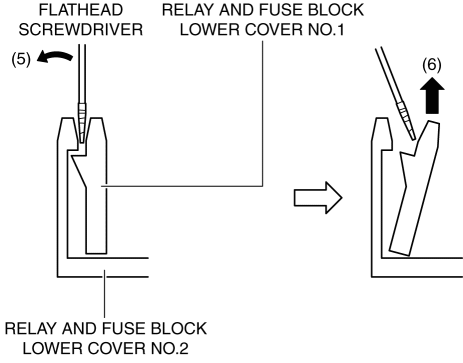 FLATHEAD
SCREWDRIVER
RELAY AND FUSE BLOCK
LOWER COVER NO.1
(5)
(6)
RELAY AND FUSE BLOCK
LOWER COVER NO.2